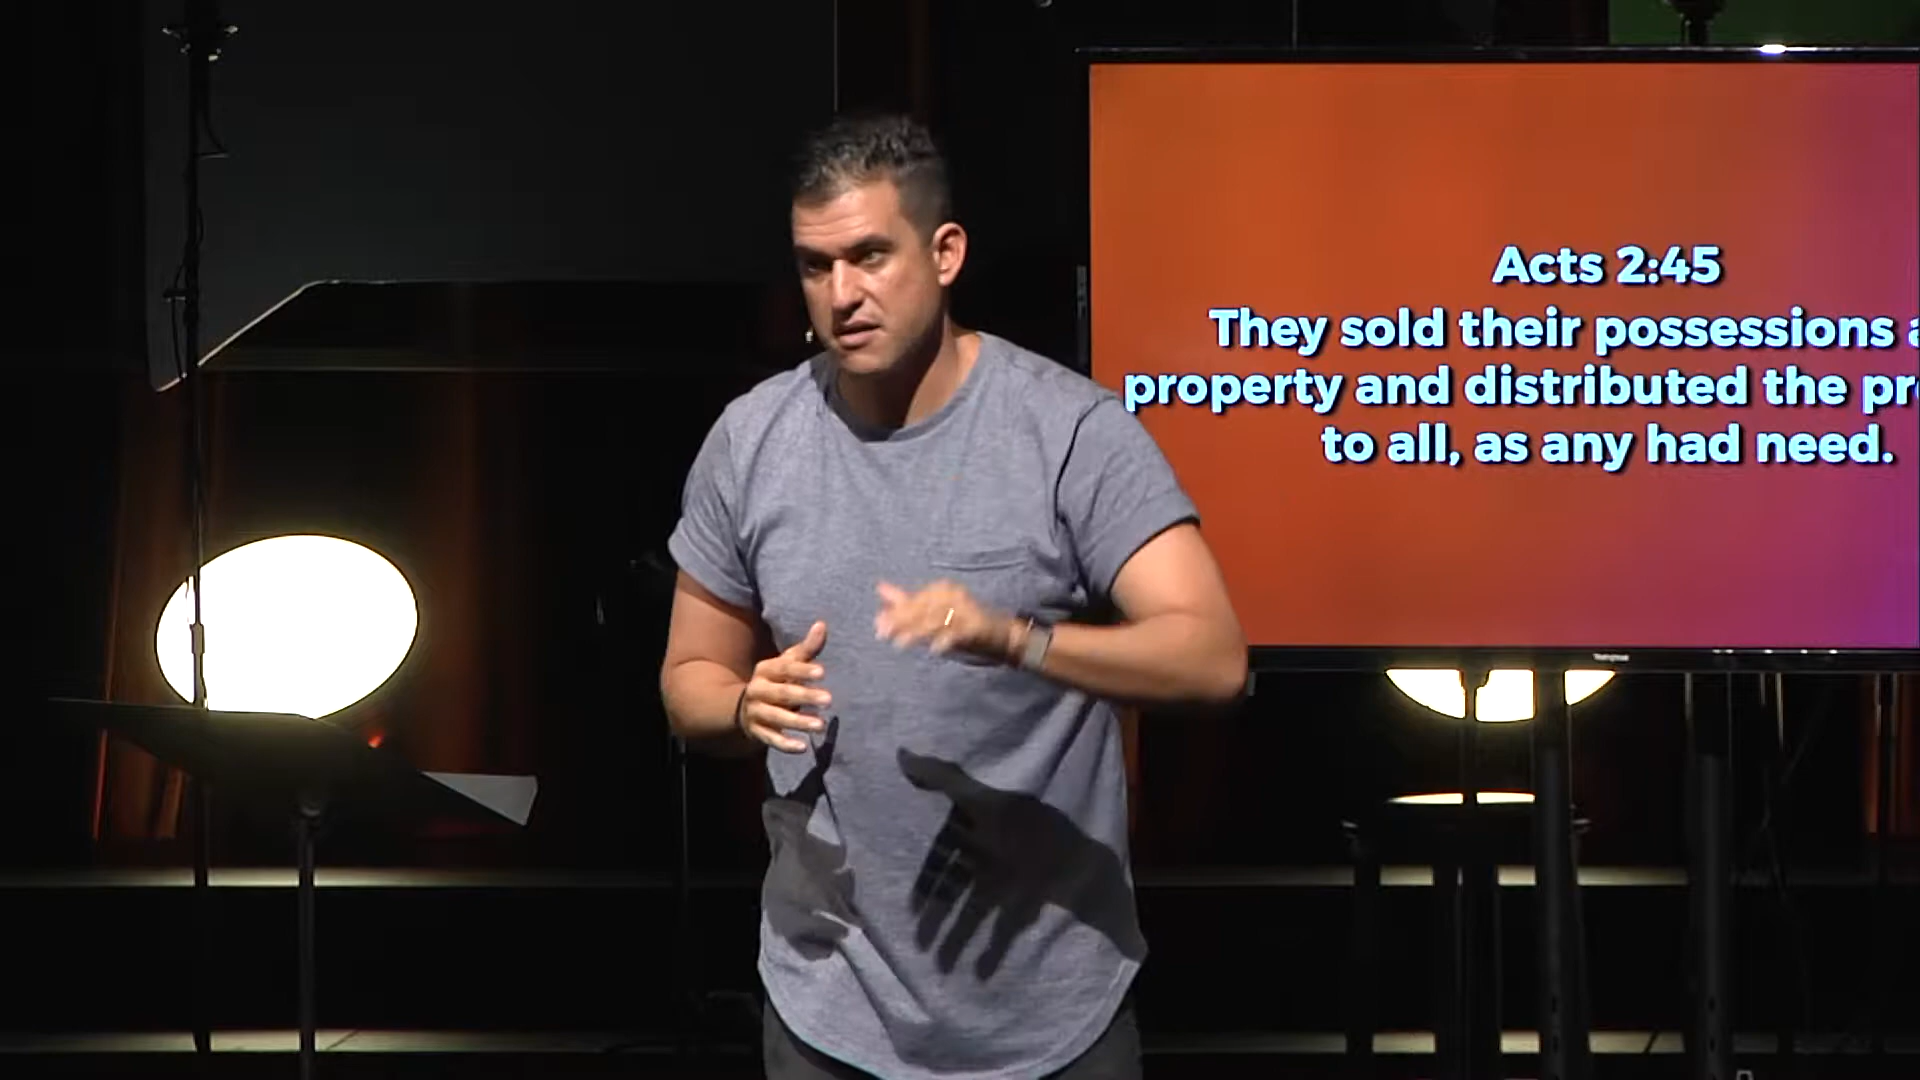 Acts 2:45
They sold their possessions
property and distributed the
to all, as any had need.